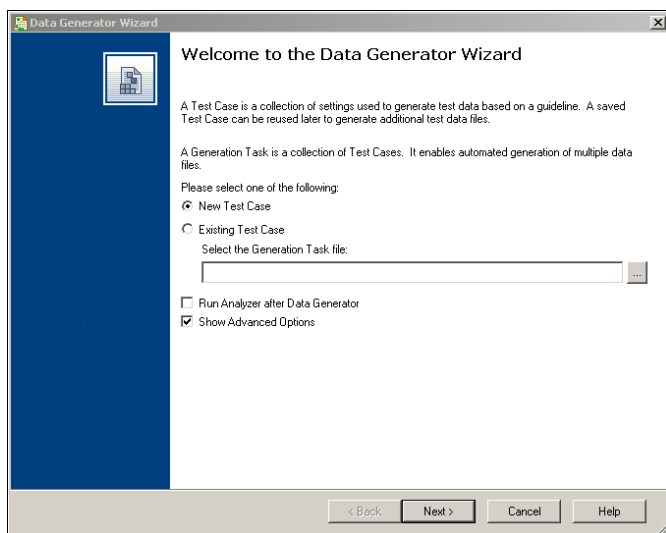 Data Generator Wizard
Welcome to the Data Generator Wizard
A Test Case is a collection of settings used to generate test data based on a guideline. A saved
Test Case can be reused later to generate additional test data files.
A Generation Task is a collection of Test Cases. It enables automated generation of multiple data
files.
Please select one of the following:
New Test Case
Existing Test Case
Select the Generation Task file:
...
Run Analyzer after Data Generator
Show Advanced Options
< Back
Next >
Cancel
Help